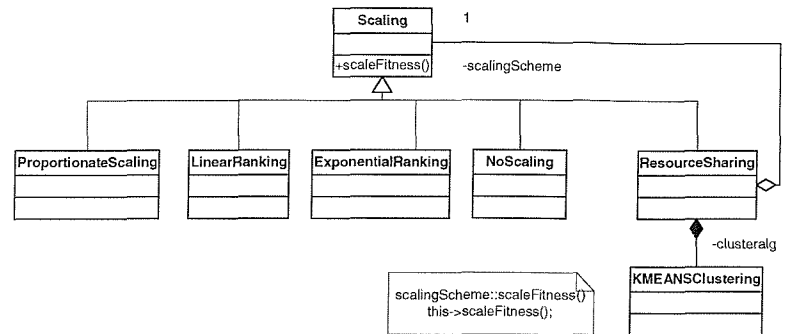 Scaling
1
+scaleFitness()
-scalingScheme
ProportionateScaling
LinearRanking
ExponentialRanking
NoScaling
ResourceSharing
-clusteralg
KMEANSClustering
scalingScheme::scaleFitness()
this->scaleFitness();